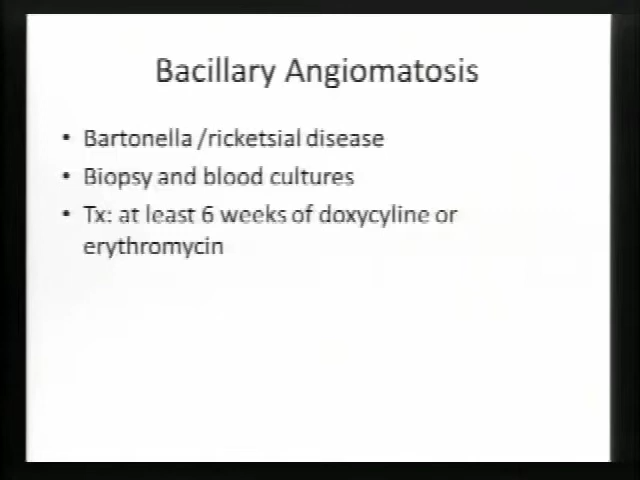 Bacillary Angiomatosis
• Bartonella /ricketsial disease
• Biopsy and blood cultures
• Tx: at least 6 weeks of doxycyline or
erythromycin